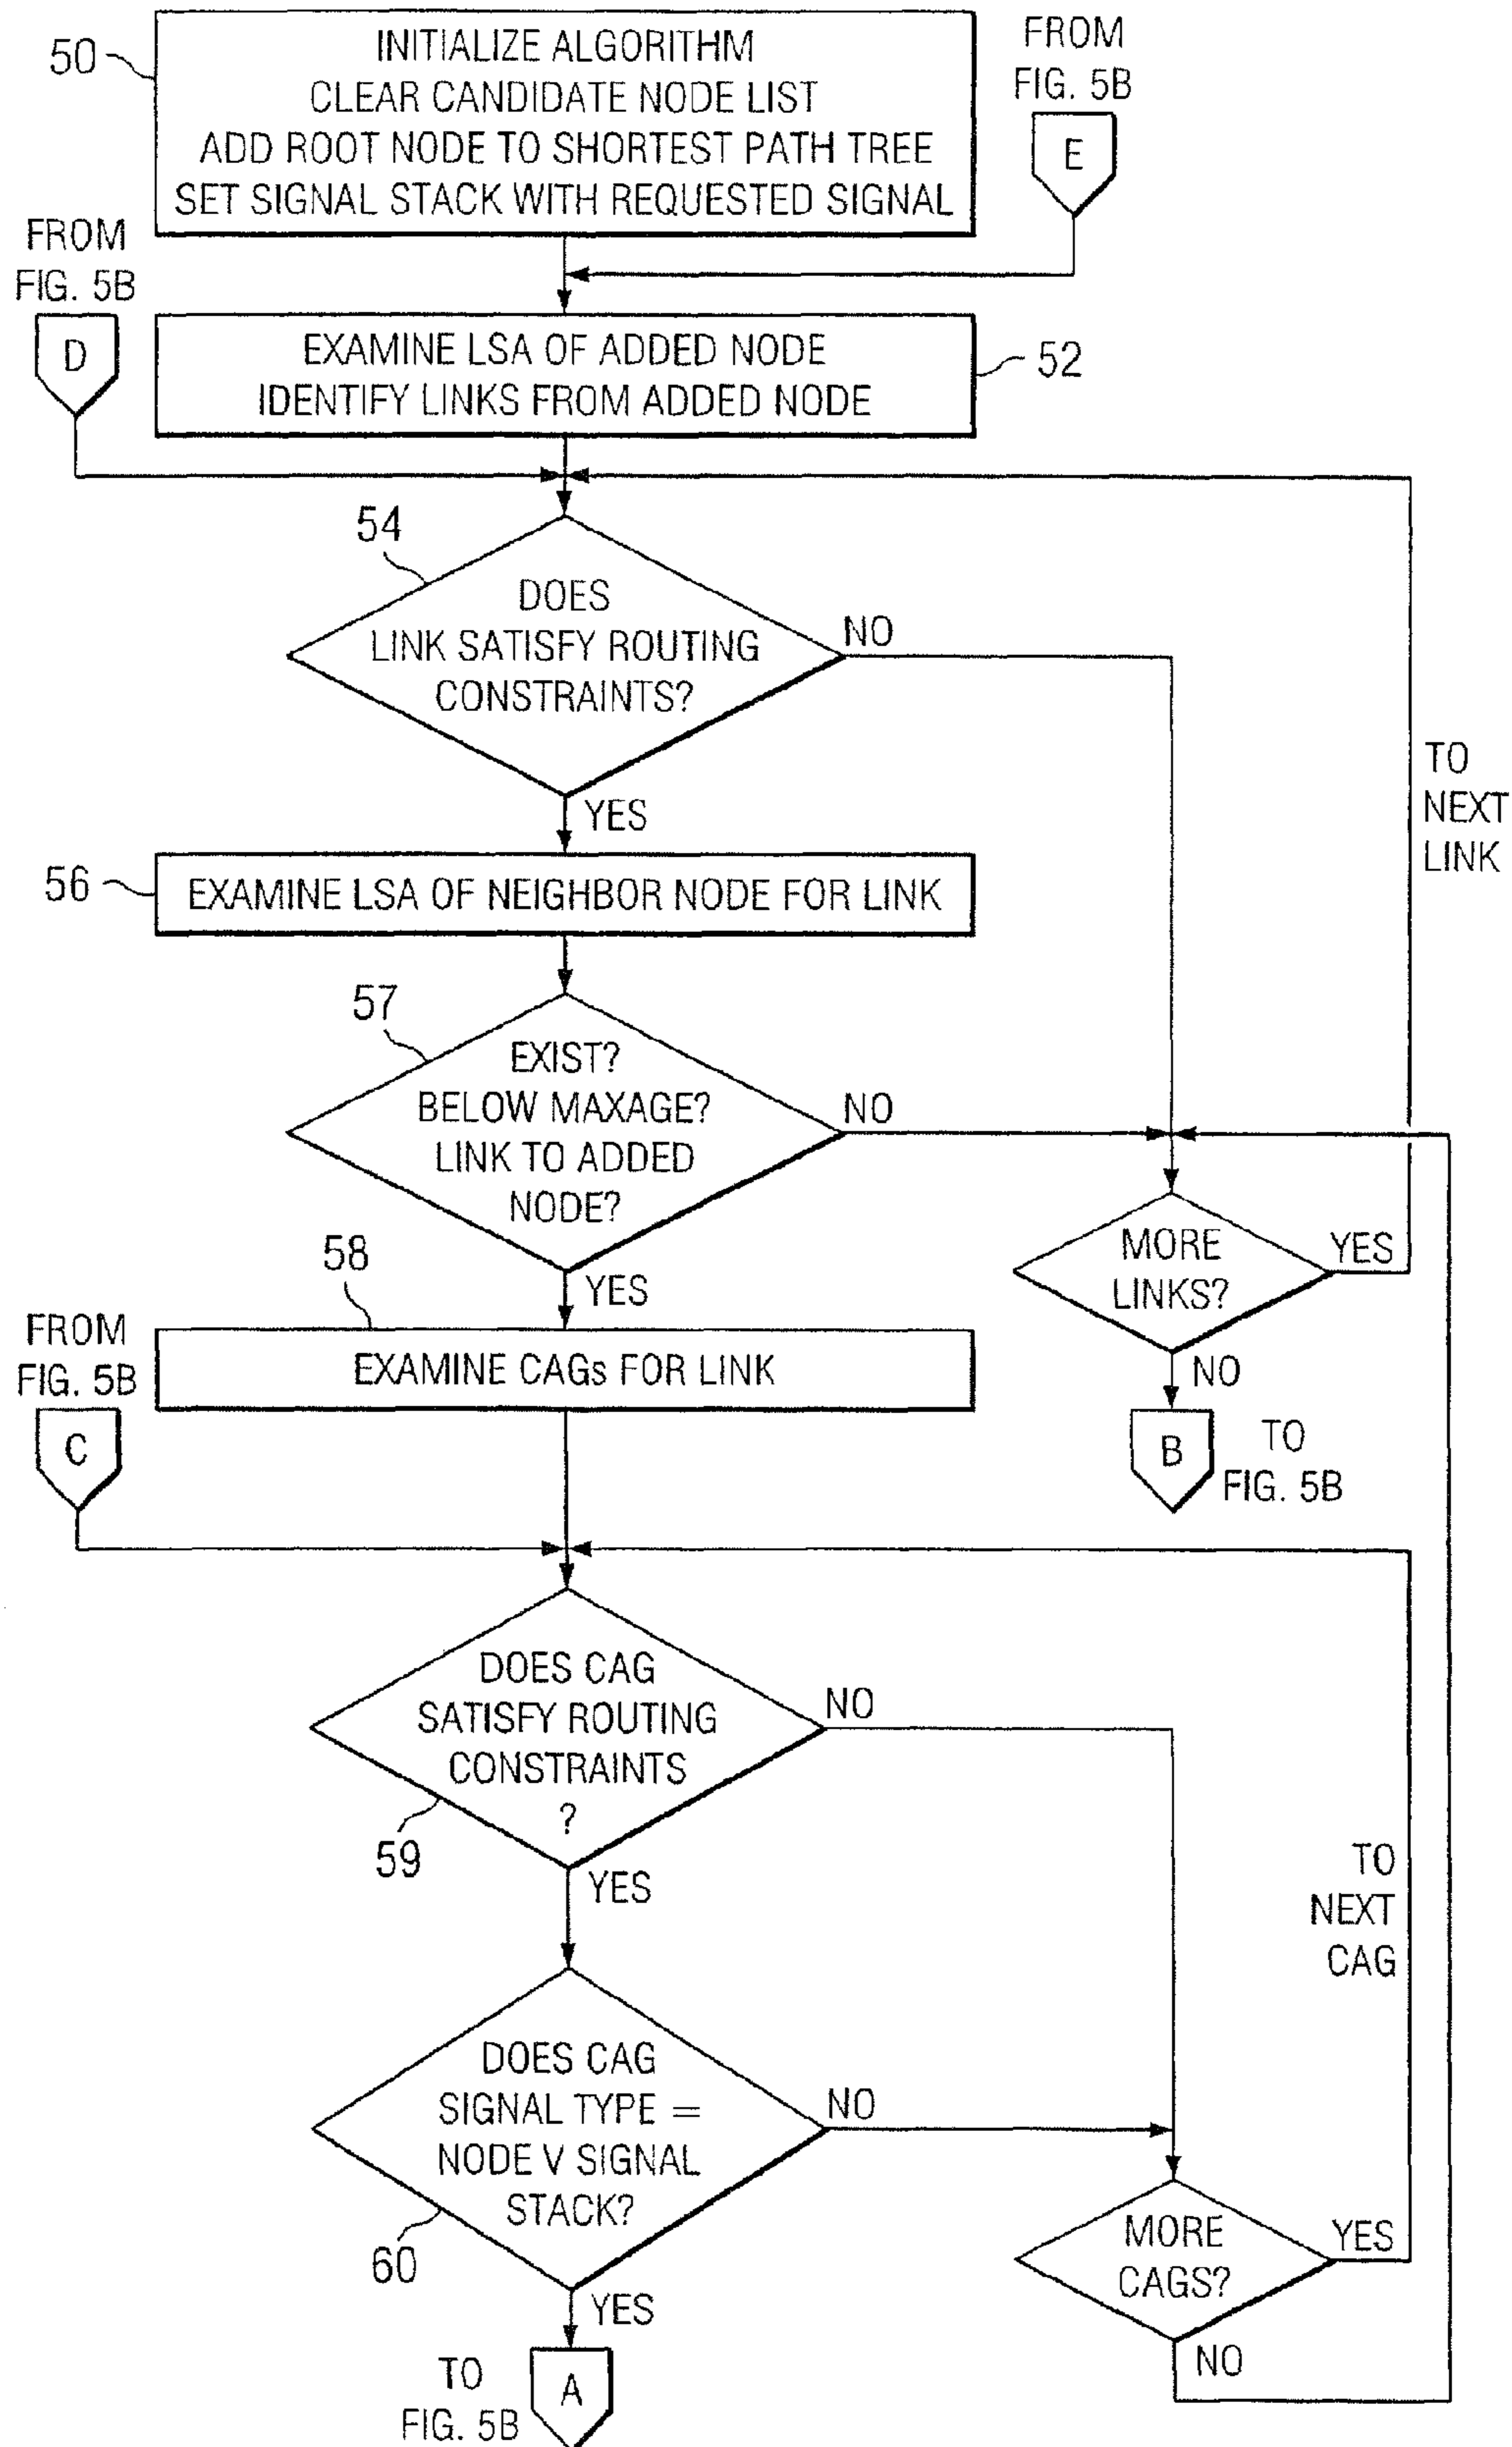 50
INITIALIZE ALGORITHM
CLEAR CANDIDATE NODE LIST
ADD ROOT NODE TO SHORTEST PATH TREE
SET SIGNAL STACK WITH REQUESTED SIGNAL
FROM
FIG. 5B
E
FROM
FIG. 5B
D
EXAMINE LSA OF ADDED NODE
IDENTIFY LINKS FROM ADDED NODE
52
54
DOES
LINK SATISFY ROUTING
CONSTRAINTS?
NO
YES
TO
NEXT
LINK
56
EXAMINE LSA OF NEIGHBOR NODE FOR LINK
57
EXIST?
BELOW MAXAGE?
LINK TO ADDED
NODE?
NO
YES
MORE
LINKS?
YES
NO
B
TO
FIG. 5B
58
EXAMINE CAGs FOR LINK
FROM
FIG. 5B
C
DOES CAG
SATISFY ROUTING
CONSTRAINTS
?
59
NO
YES
TO
NEXT
CAG
DOES CAG
SIGNAL TYPE =
NODE V SIGNAL
STACK?
60
NO
YES
MORE
CAGS?
YES
NO
TO
FIG. 5B
A